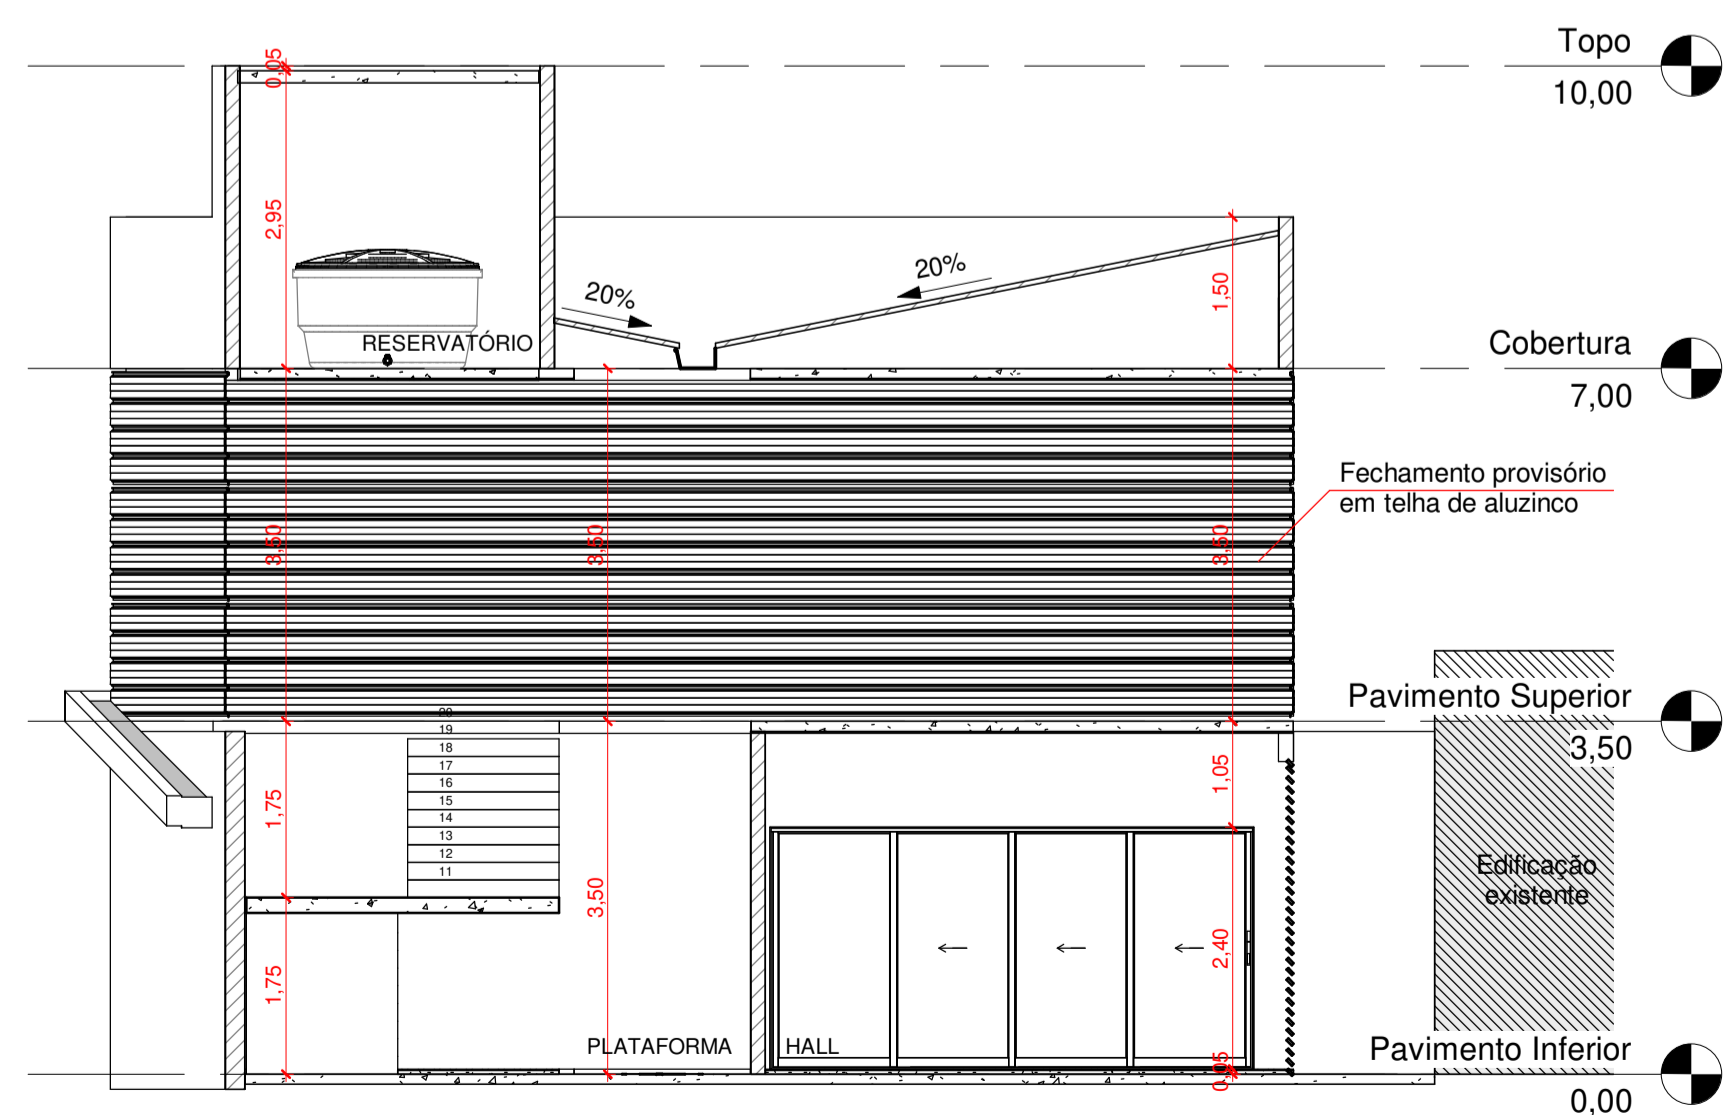 Topo
10,00
0,05
2,95
20%
20%
1,50
RESERVATÓRIO
Cobertura
7,00
Fechamento provisório
em telha de aluzinco
3,50
3,50
3,50
Pavimento Superior
3,50
20
19
18
17
16
15
14
13
12
11
1,75
1,05
3,50
Edificação
existente
1,75
2,40
PLATAFORMA
HALL
0,05
Pavimento Inferior
0,00